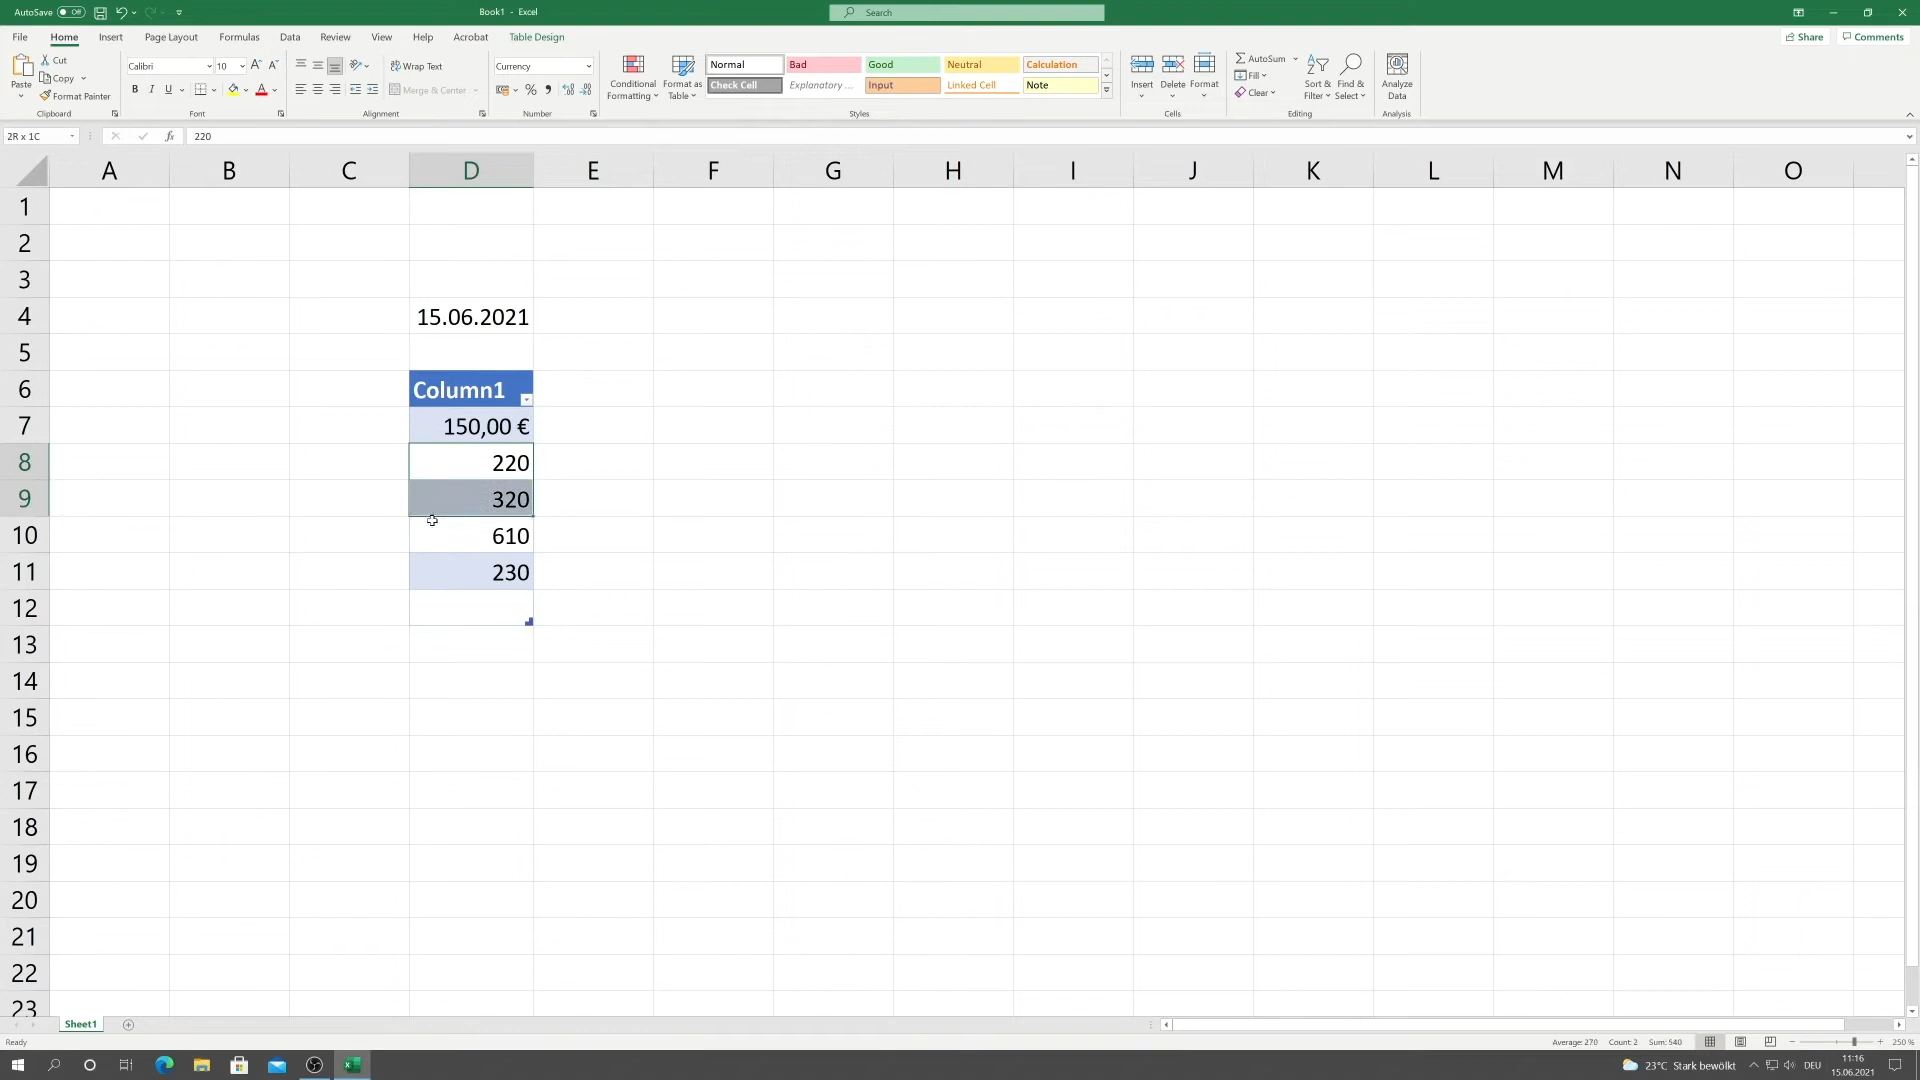 AutoSave Off Book1 - Excel Search
File Home Insert Page Layout Formulas Data Review View Help Acrobat Table Design Share Comments
Paste Cut Copy Format Painter Clipboard
Calibri 10 A A B I U A Font
Wrap Text Merge & Center Alignment
Currency % Number
Conditional Formatting Format as Table
Normal Bad Good Neutral Calculation
Check Cell Explanatory ... Input Linked Cell Note
Styles
Insert Delete Format Cells
AutoSum Fill Clear Sort & Filter Find & Select Editing
Analyze Data Analysis
2R x 1C fx 220
A B C D E F G H I J K L M N O
1
2
3
4 15.06.2021
5
6 Column1
7 150,00 €
8 220
9 320
10 610
11 230
12
13
14
15
16
17
18
19
20
21
22
23
Sheet1
Ready Average: 270 Count: 2 Sum: 540 250 %
23°C Stark bewölkt DEU 11:16
15.06.2021